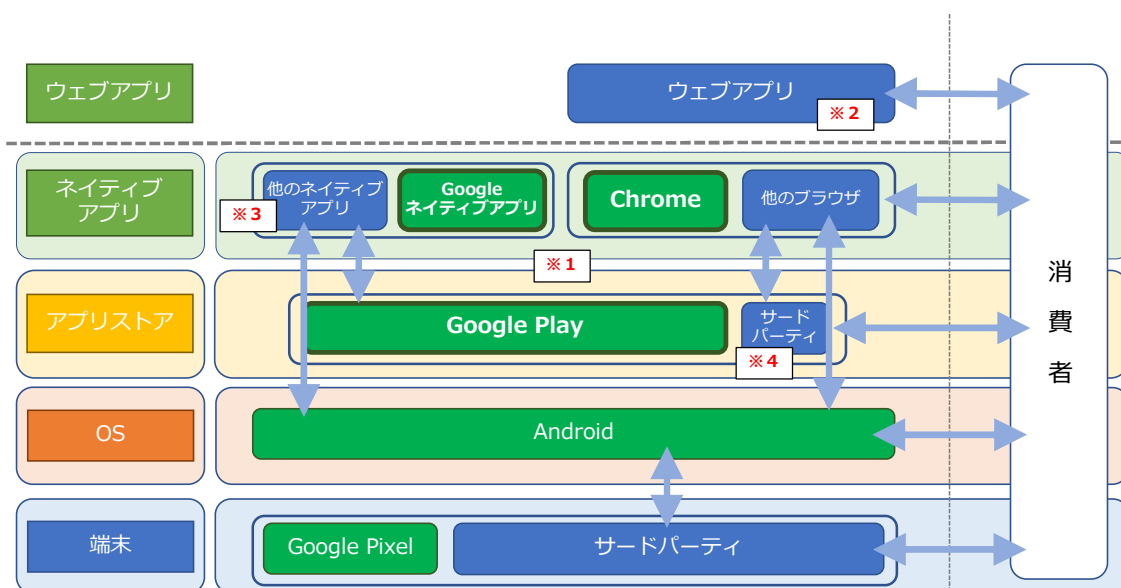 ウェブアプリ
ウェブアプリ
※2
ネイティブ
アプリ
他のネイティブ
アプリ
※3
Google
ネイティブアプリ
Chrome
他のブラウザ
※1
アプリストア
Google Play
サード
パーティ
※4
OS
Android
端末
Google Pixel
サードパーティ
消
費
者